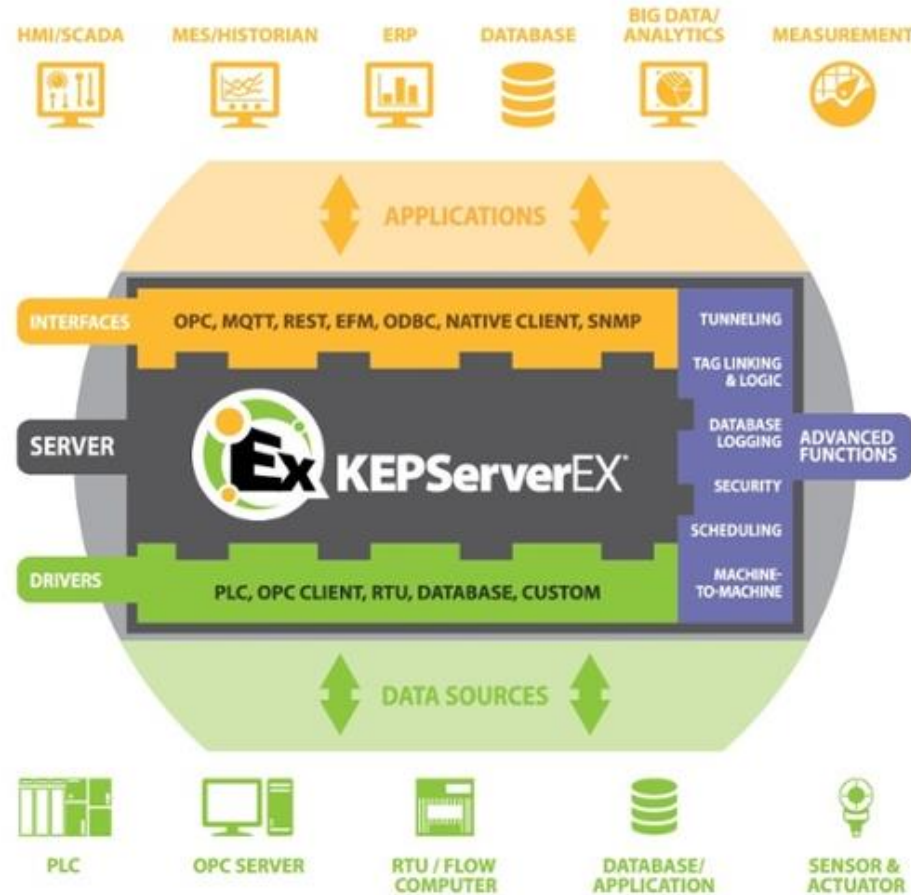 HMI/SCADA
MES/HISTORIAN
ERP
DATABASE
BIG DATA/
ANALYTICS
MEASUREMENT
APPLICATIONS
INTERFACES
OPC, MQTT, REST, EFM, ODBC, NATIVE CLIENT, SNMP
TUNNELING
TAG LINKING
& LOGIC
SERVER
Ex KEPServerEX
DATABASE
LOGGING
ADVANCED
FUNCTIONS
SECURITY
SCHEDULING
DRIVERS
PLC, OPC CLIENT, RTU, DATABASE, CUSTOM
MACHINE-
TO-MACHINE
DATA SOURCES
PLC
OPC SERVER
RTU / FLOW
COMPUTER
DATABASE/
APPLICATION
SENSOR &
ACTUATOR